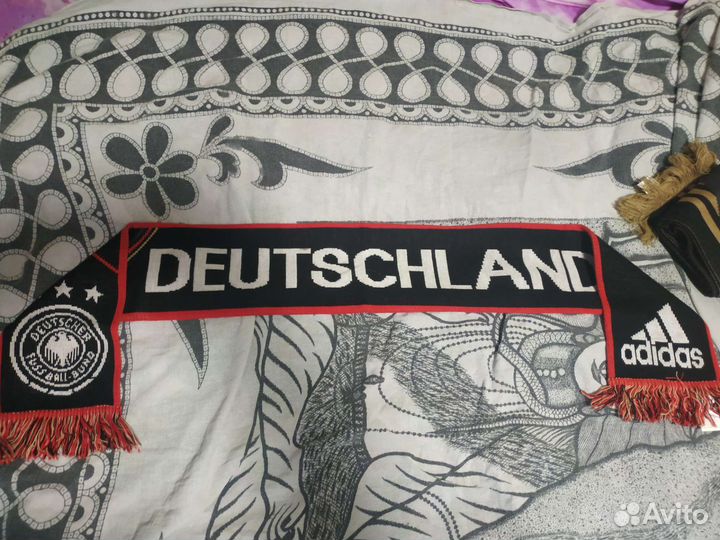 DEUTSCHLAND
DEUTSCHER
FUSSBALL-BUND
adidas
Avito